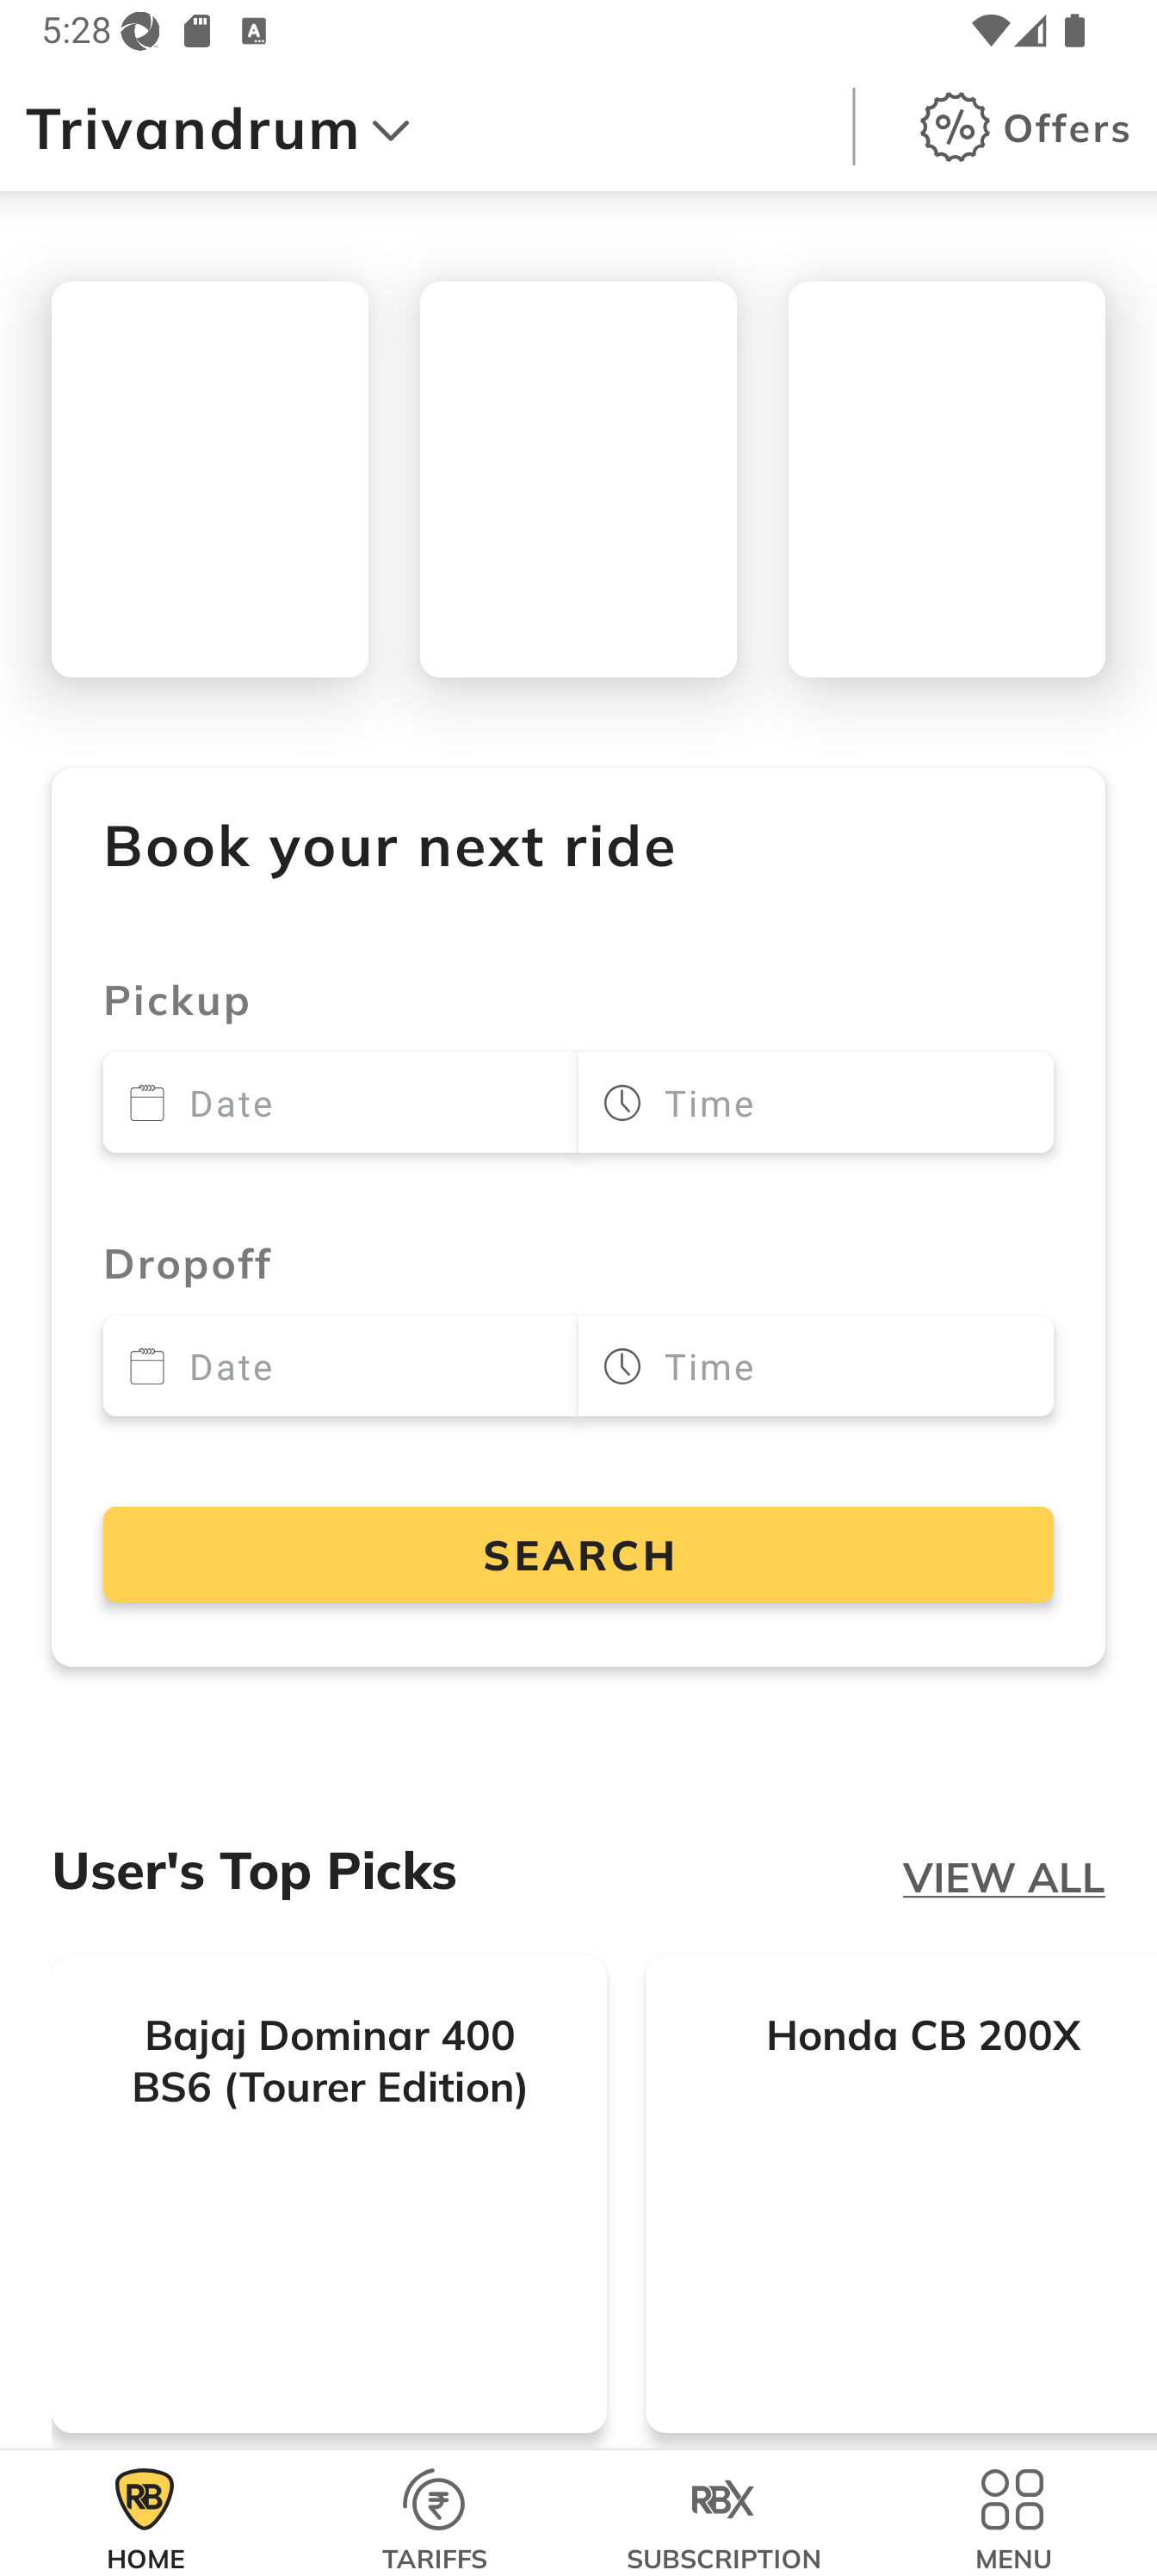 5:28
Trivandrum
Offers
Book your next ride
Pickup
Date
Time
Dropoff
Date
Time
SEARCH
User's Top Picks
VIEW ALL
Bajaj Dominar 400
BS6 (Tourer Edition)
Honda CB 200X
RB
RBX
HOME
TARIFFS
SUBSCRIPTION
MENU